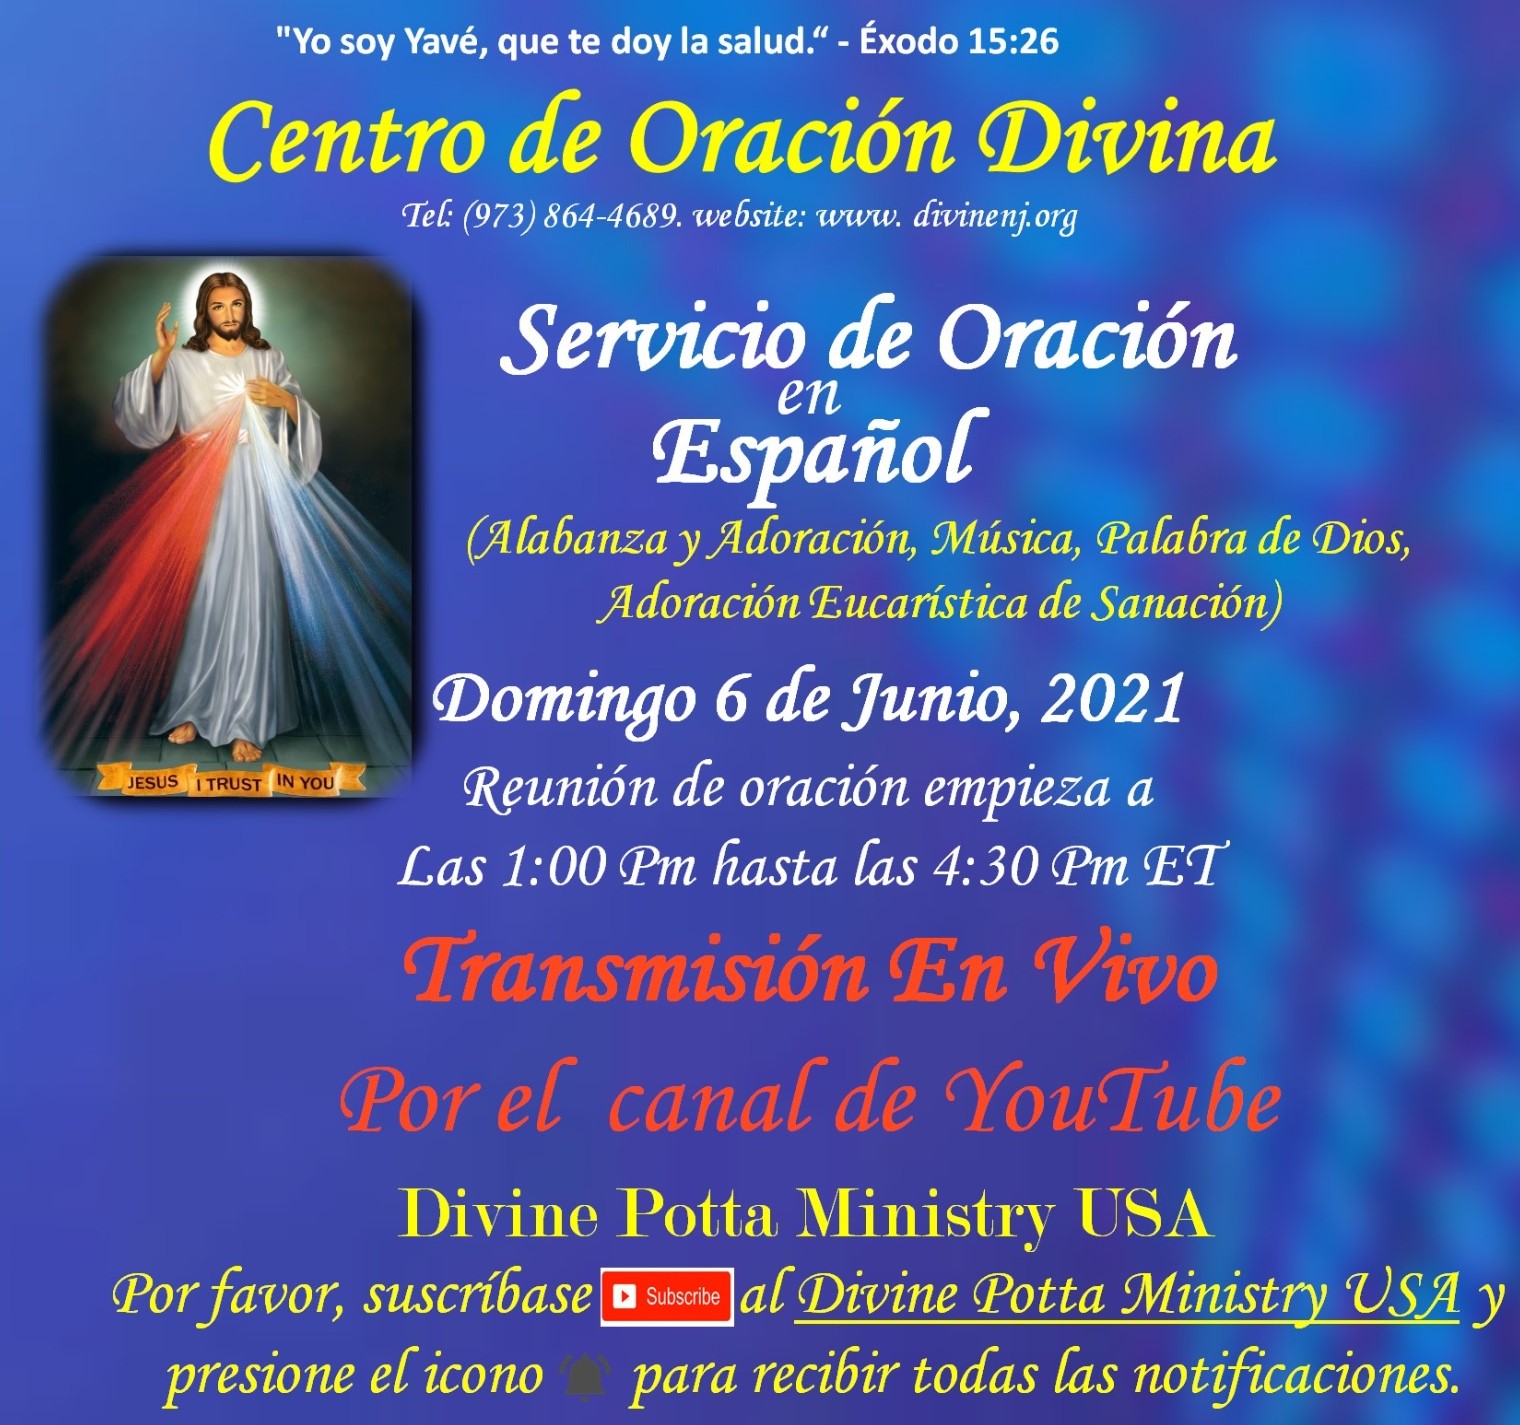 "Yo soy Yavé, que te doy la salud.“ - Éxodo 15:26
Centro de Oración Divina
Tel: (973) 864-4689. website: www. divinenj.org
Servicio de Oración
en
Español
(Alabanza y Adoración, Música, Palabra de Dios,
Adoración Eucarística de Sanación)
Domingo 6 de Junio, 2021
Reunión de oración empieza a
Las 1:00 Pm hasta las 4:30 Pm ET
JESUS I TRUST IN YOU
Transmisión En Vivo
Por el canal de YouTube
Divine Potta Ministry USA
Por favor, suscríbase Subscribe al Divine Potta Ministry USA y
presione el icono para recibir todas las notificaciones.